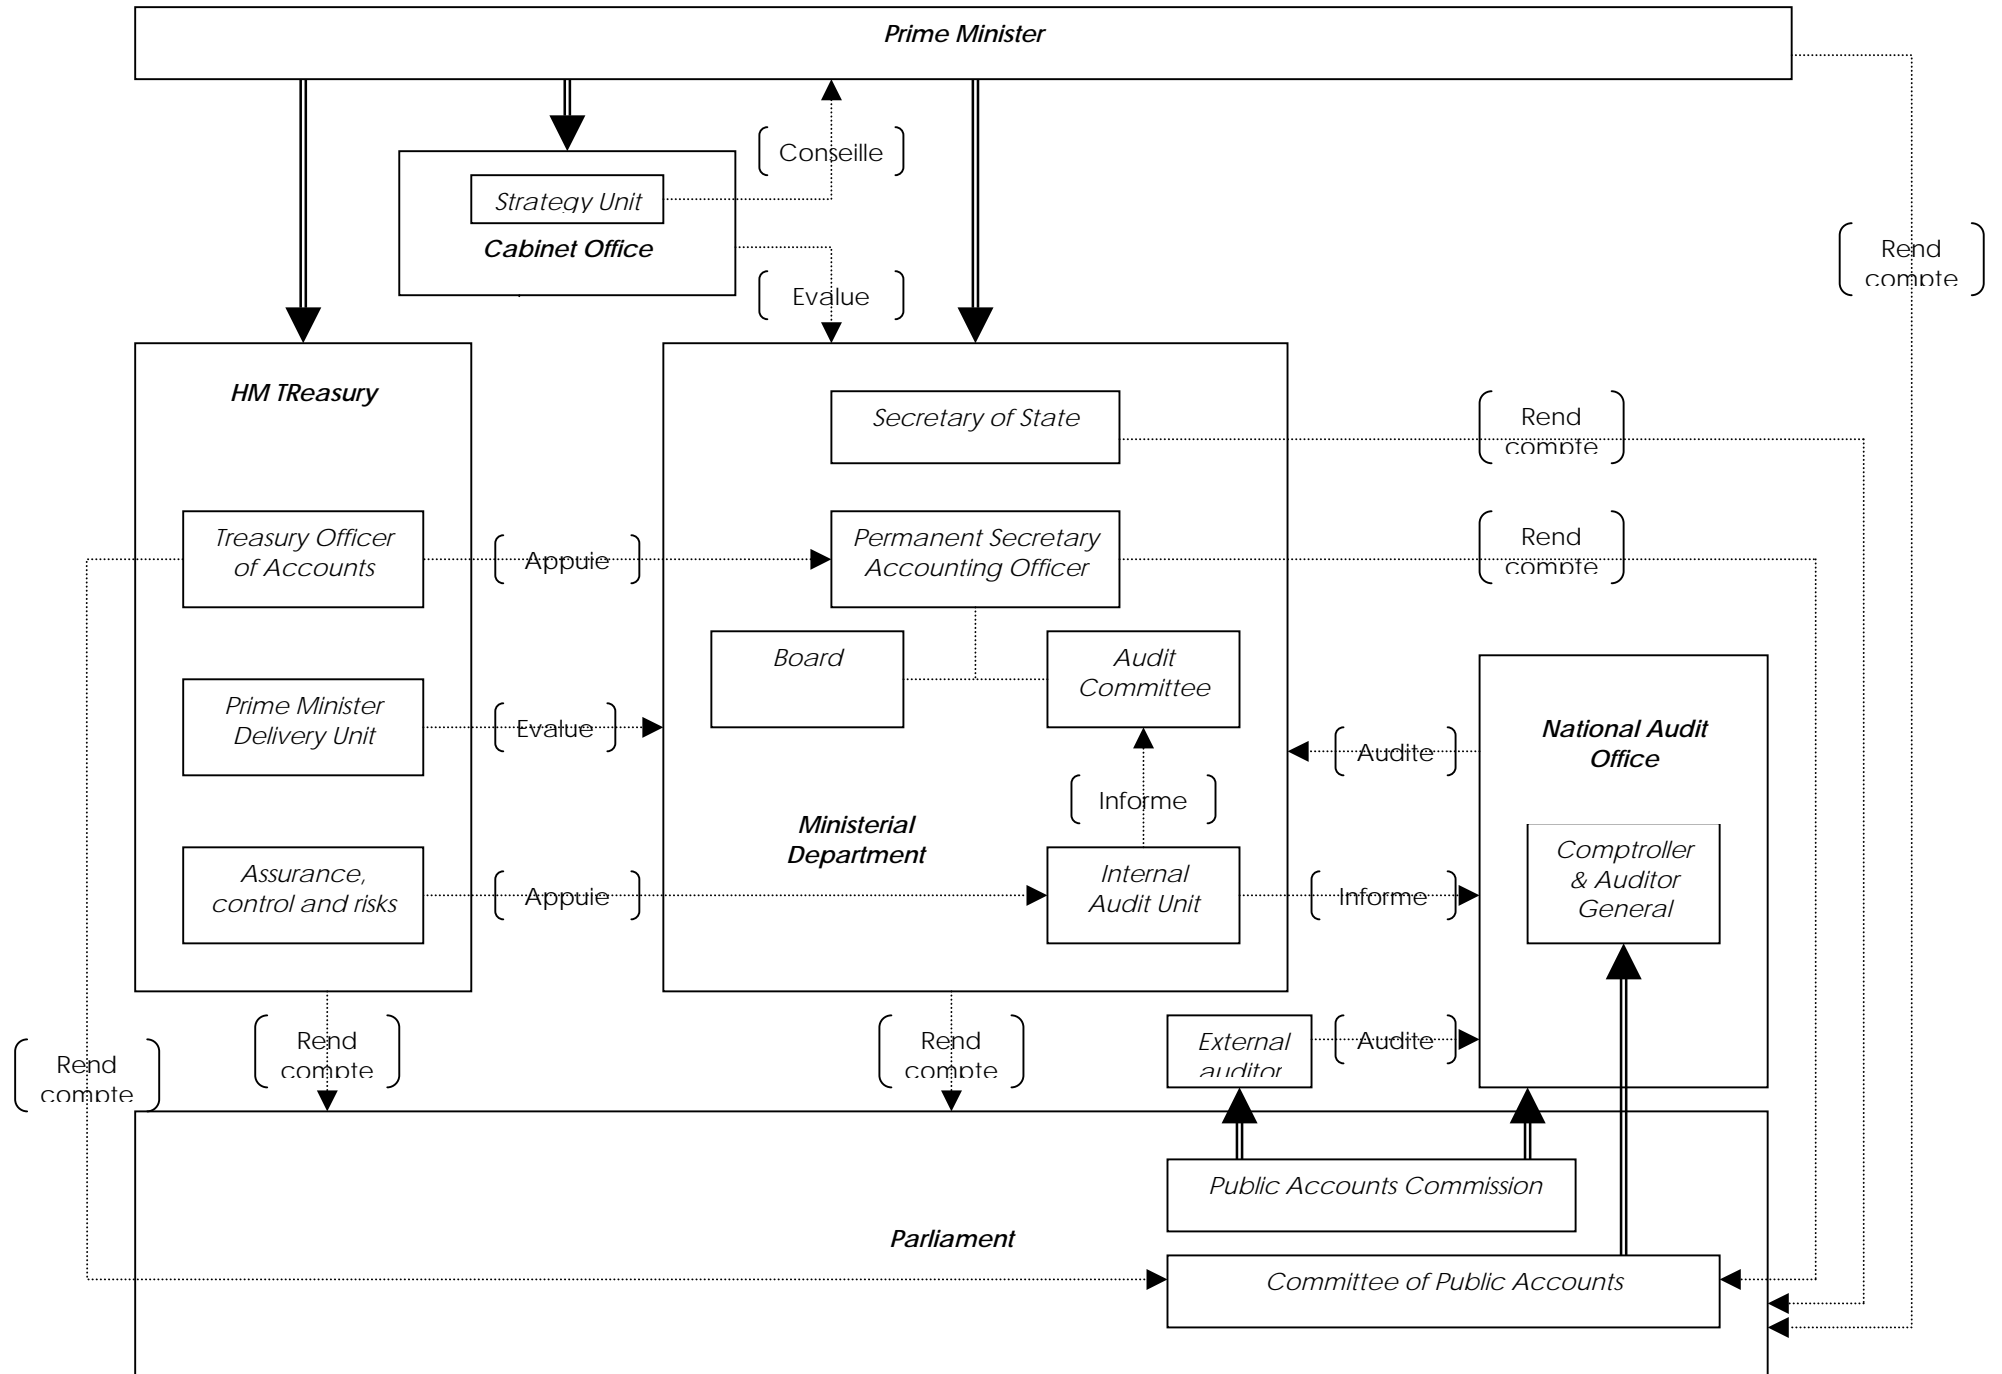 Prime Minister
Conseille
Strategy Unit
Cabinet Office
Evalue
Rend
compte
HM TReasury
Secretary of State
Rend
compte
Treasury Officer
of Accounts
Appuie
Permanent Secretary
Accounting Officer
Rend
compte
Board
Audit
Committee
Prime Minister
Delivery Unit
Evalue
National Audit
Office
Audite
Informe
Ministerial
Department
Assurance,
control and risks
Appuie
Internal
Audit Unit
Informe
Comptroller
& Auditor
General
Rend
compte
Rend
compte
Rend
compte
External
auditor
Audite
Public Accounts Commission
Parliament
Committee of Public Accounts